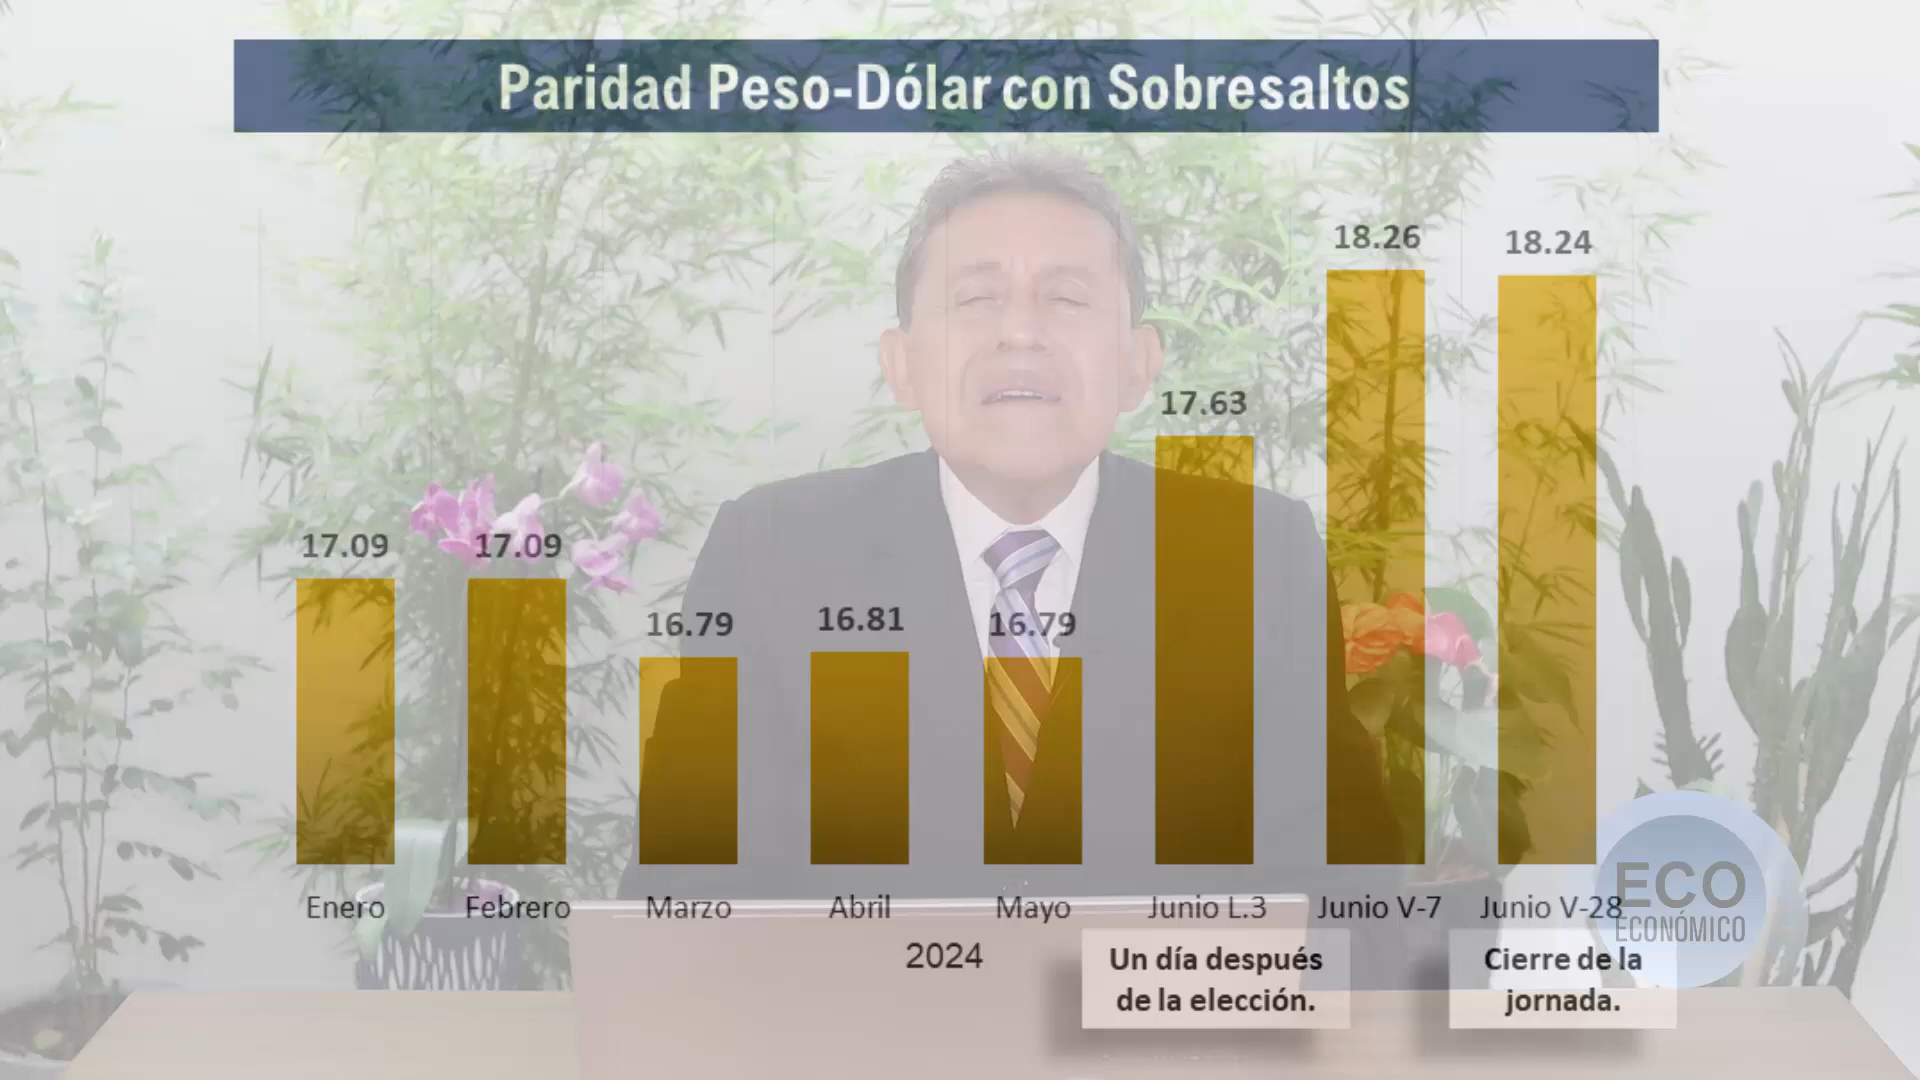 Paridad Peso-Dólar con Sobresaltos
18.26
18.24
17.63
17.09
17.09
16.79
16.81
16.79
Enero
Febrero
Marzo
Abril
Mayo
Junio L.3
Junio V-7
Junio V-28
2024
Un día después
de la elección.
Cierre de la
jornada.
ECO
ECONÓMICO